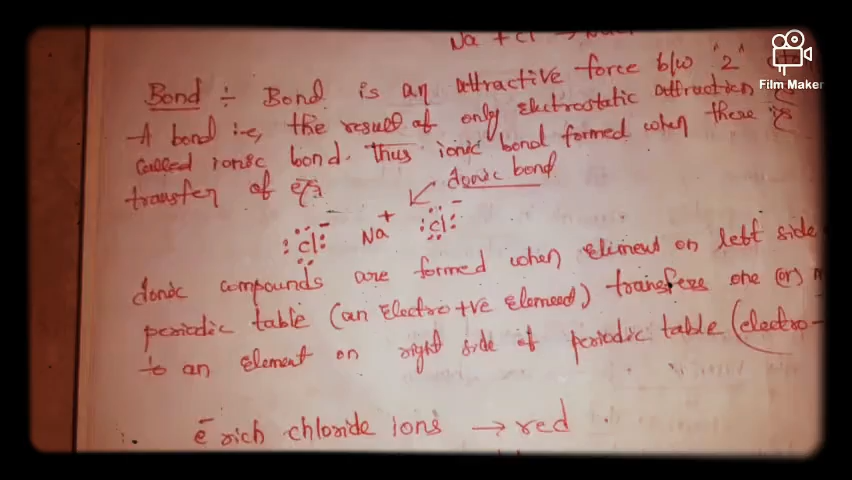 Na + Cl → NaCl
Film Maker
Bond ÷ Bond is an attractive force b/w "2"
A bond i.e, the result of only electrostatic attraction is
called ionic bond. Thus ionic bond formed when there is
transfer of
Ionic bond
Cl⁻ Na⁺ Cl⁻
Ionic compounds are formed when element on left side
periodic table (an Electro +ve Element) transfers one (or)
to an element on right side of periodic table (electro -
e⁻ rich chloride ions → red